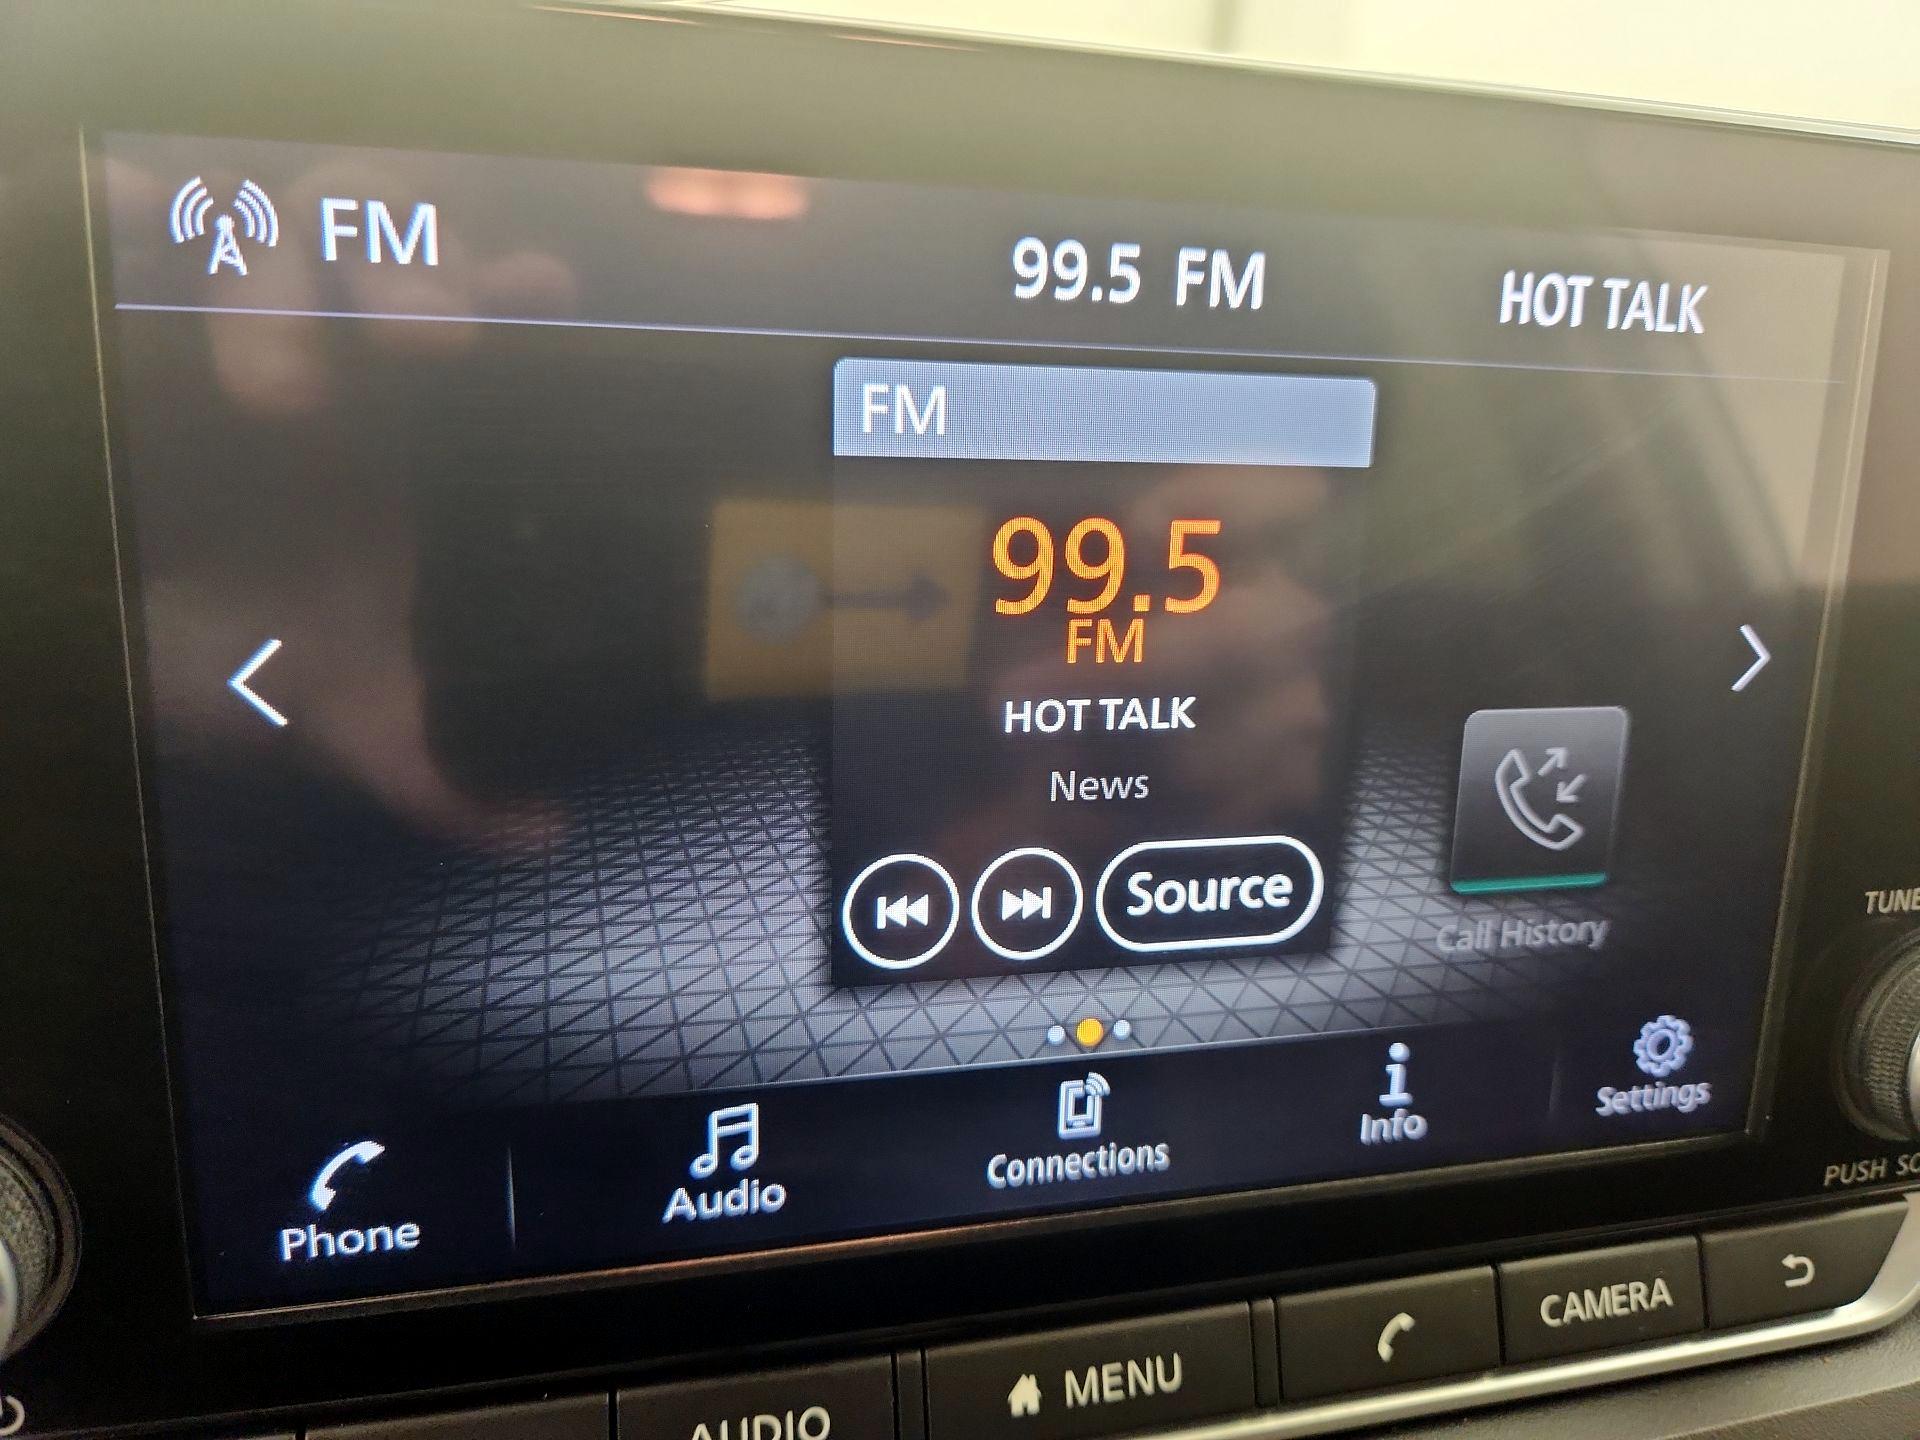 FM
99.5 FM
HOT TALK
FM
99.5
FM
HOT TALK
News
Source
Call History
Phone
Audio
Connections
Info
Settings
TUNE
PUSH
AUDIO
MENU
CAMERA